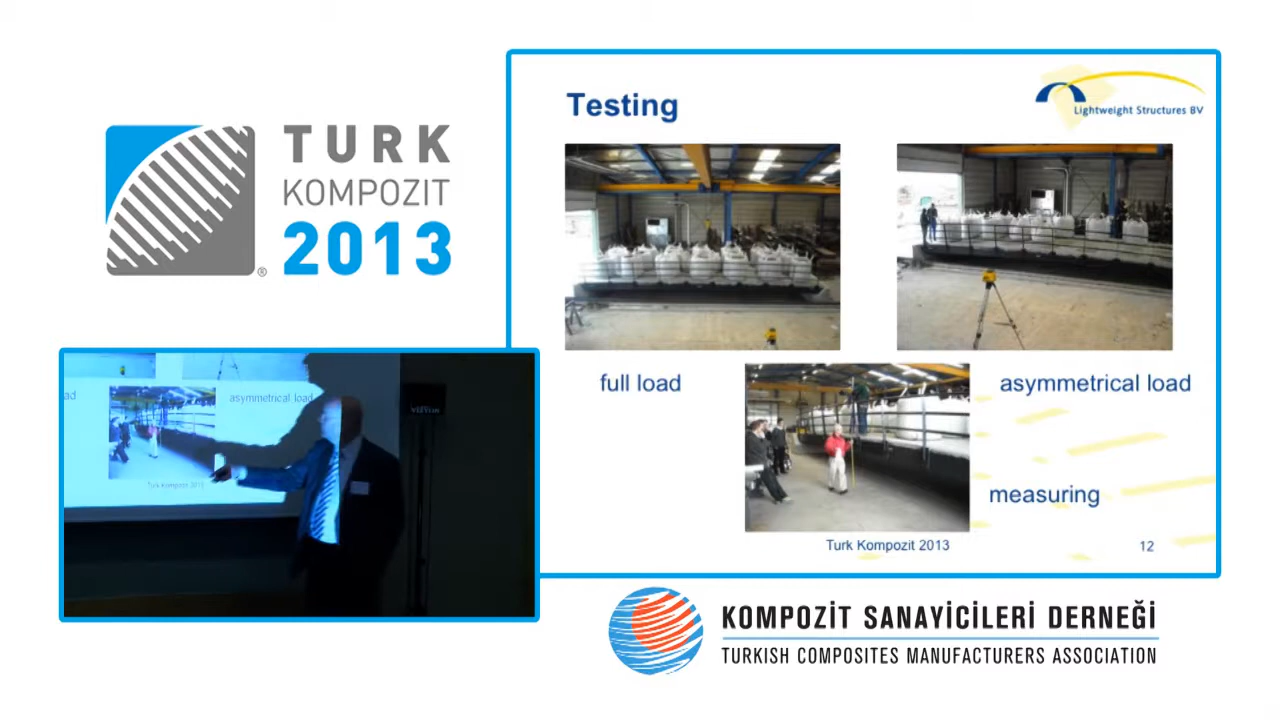 TURK
KOMPOZIT
2013
®
Testing
Lightweight Structures BV
full load
asymmetrical load
measuring
Turk Kompozit 2013
12
ad
asymmetrical load
Turk Kompozit 2013
KOMPOZİT SANAYİCİLERİ DERNEĞİ
TURKISH COMPOSITES MANUFACTURERS ASSOCIATION